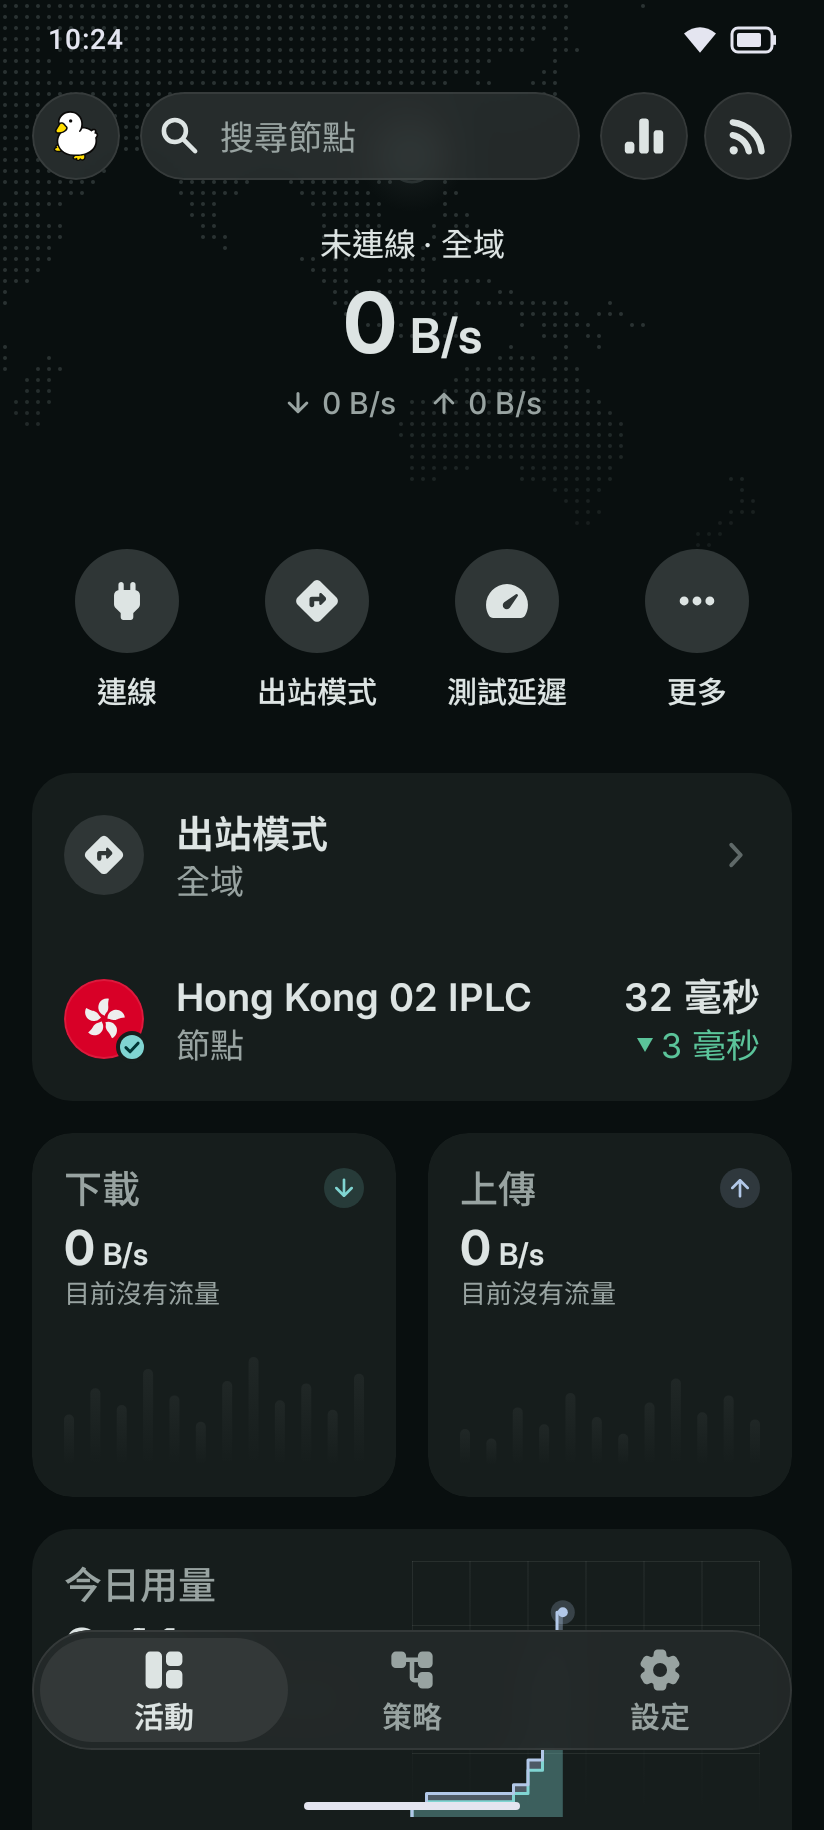 10:24
搜尋節點
未連線 · 全域
0 B/s
↓ 0 B/s ↑ 0 B/s
連線 出站模式 測試延遲 更多
出站模式
全域
Hong Kong 02 IPLC 32 毫秒
節點 ▼3 毫秒
下載 上傳
0 B/s 0 B/s
目前沒有流量 目前沒有流量
今日用量
活動 策略 設定